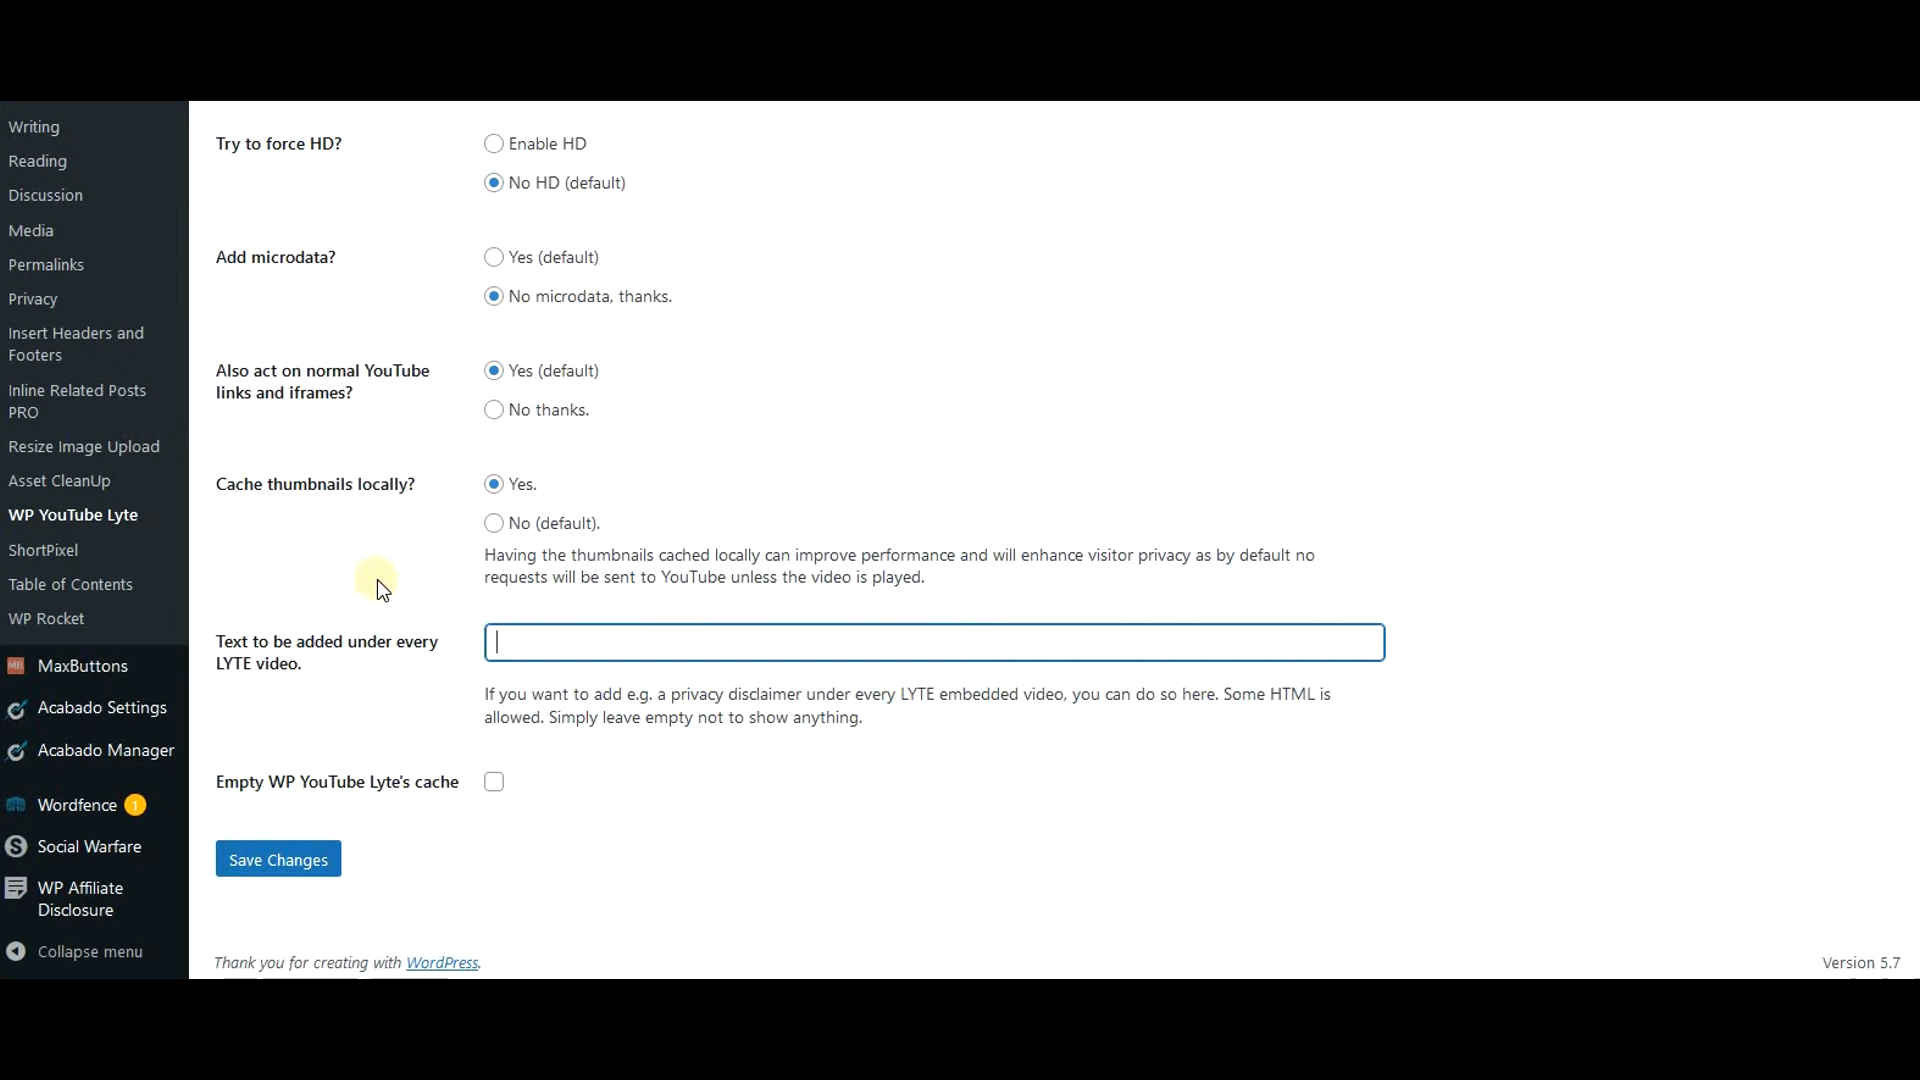 Writing
Reading
Discussion
Media
Permalinks
Privacy
Insert Headers and
Footers
Inline Related Posts
PRO
Resize Image Upload
Asset CleanUp
WP YouTube Lyte
ShortPixel
Table of Contents
WP Rocket
MB MaxButtons
Acabado Settings
Acabado Manager
Wordfence 1
Social Warfare
WP Affiliate
Disclosure
Collapse menu
Try to force HD?
Enable HD
No HD (default)
Add microdata?
Yes (default)
No microdata, thanks.
Also act on normal YouTube
links and iframes?
Yes (default)
No thanks.
Cache thumbnails locally?
Yes.
No (default).
Having the thumbnails cached locally can improve performance and will enhance visitor privacy as by default no
requests will be sent to YouTube unless the video is played.
Text to be added under every
LYTE video.
If you want to add e.g. a privacy disclaimer under every LYTE embedded video, you can do so here. Some HTML is
allowed. Simply leave empty not to show anything.
Empty WP YouTube Lyte's cache
Save Changes
Thank you for creating with WordPress.
Version 5.7